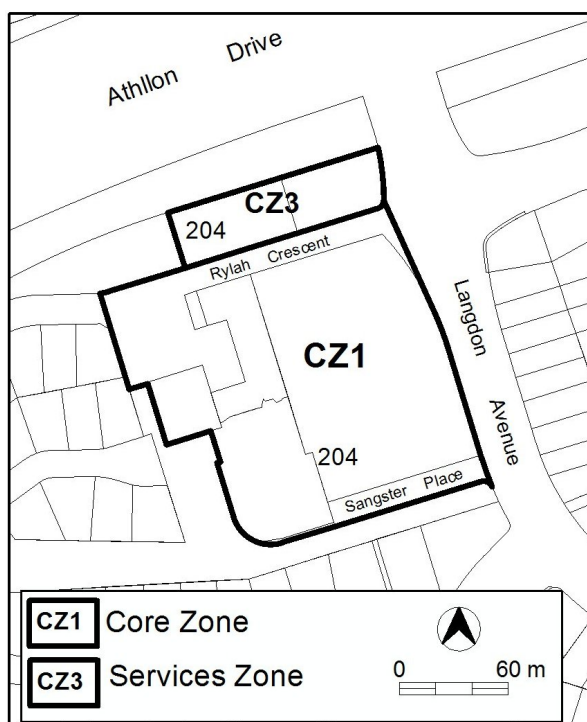 Athllon Drive
CZ3
204
Rylah Crescent
Langdon Avenue
CZ1
204
Sangster Place
CZ1 Core Zone
CZ3 Services Zone
0 60 m